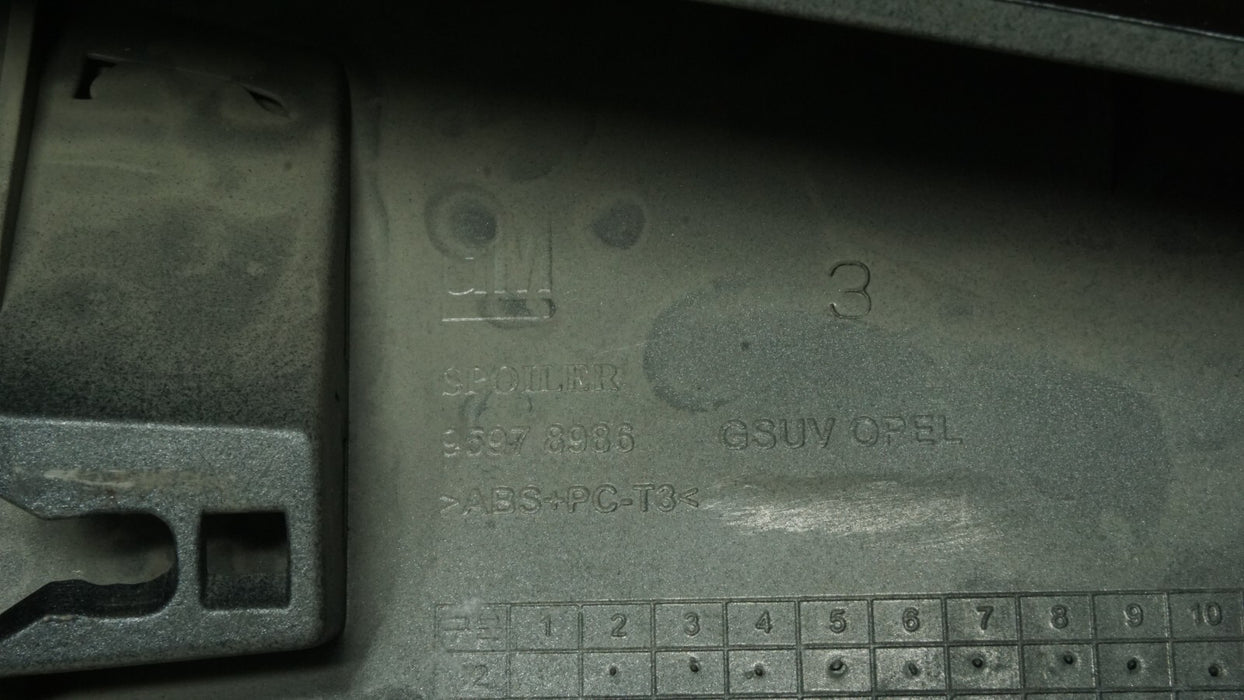 GM
3
SPOILER
9597 8986 GSUV OPEL
>ABS+PC-T3<
1 2 3 4 5 6 7 8 9 10
2